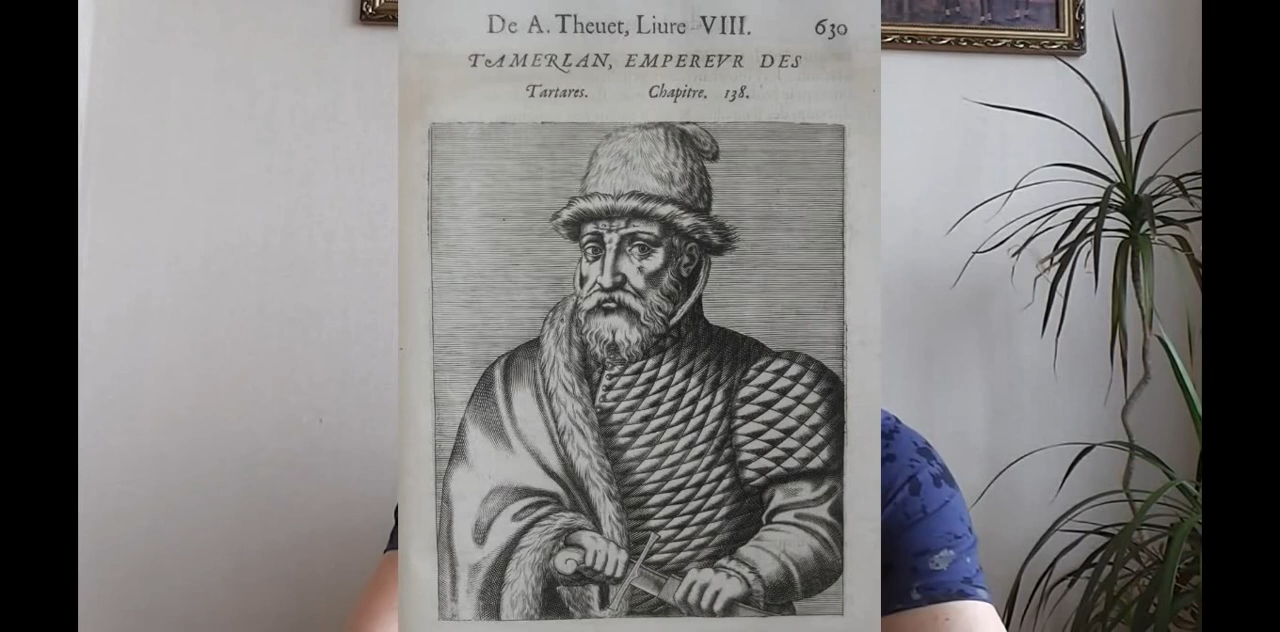 De A. Theuet, Liure VIII. 630
TAMERLAN, EMPEREVR DES
Tartares. Chapitre. 138.